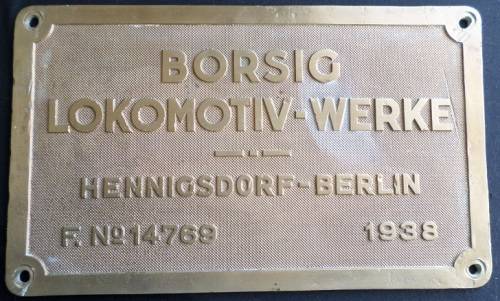 BORSIG
LOKOMOTIV-WERKE
HENNIGSDORF-BERLIN
F. No 14769 1938